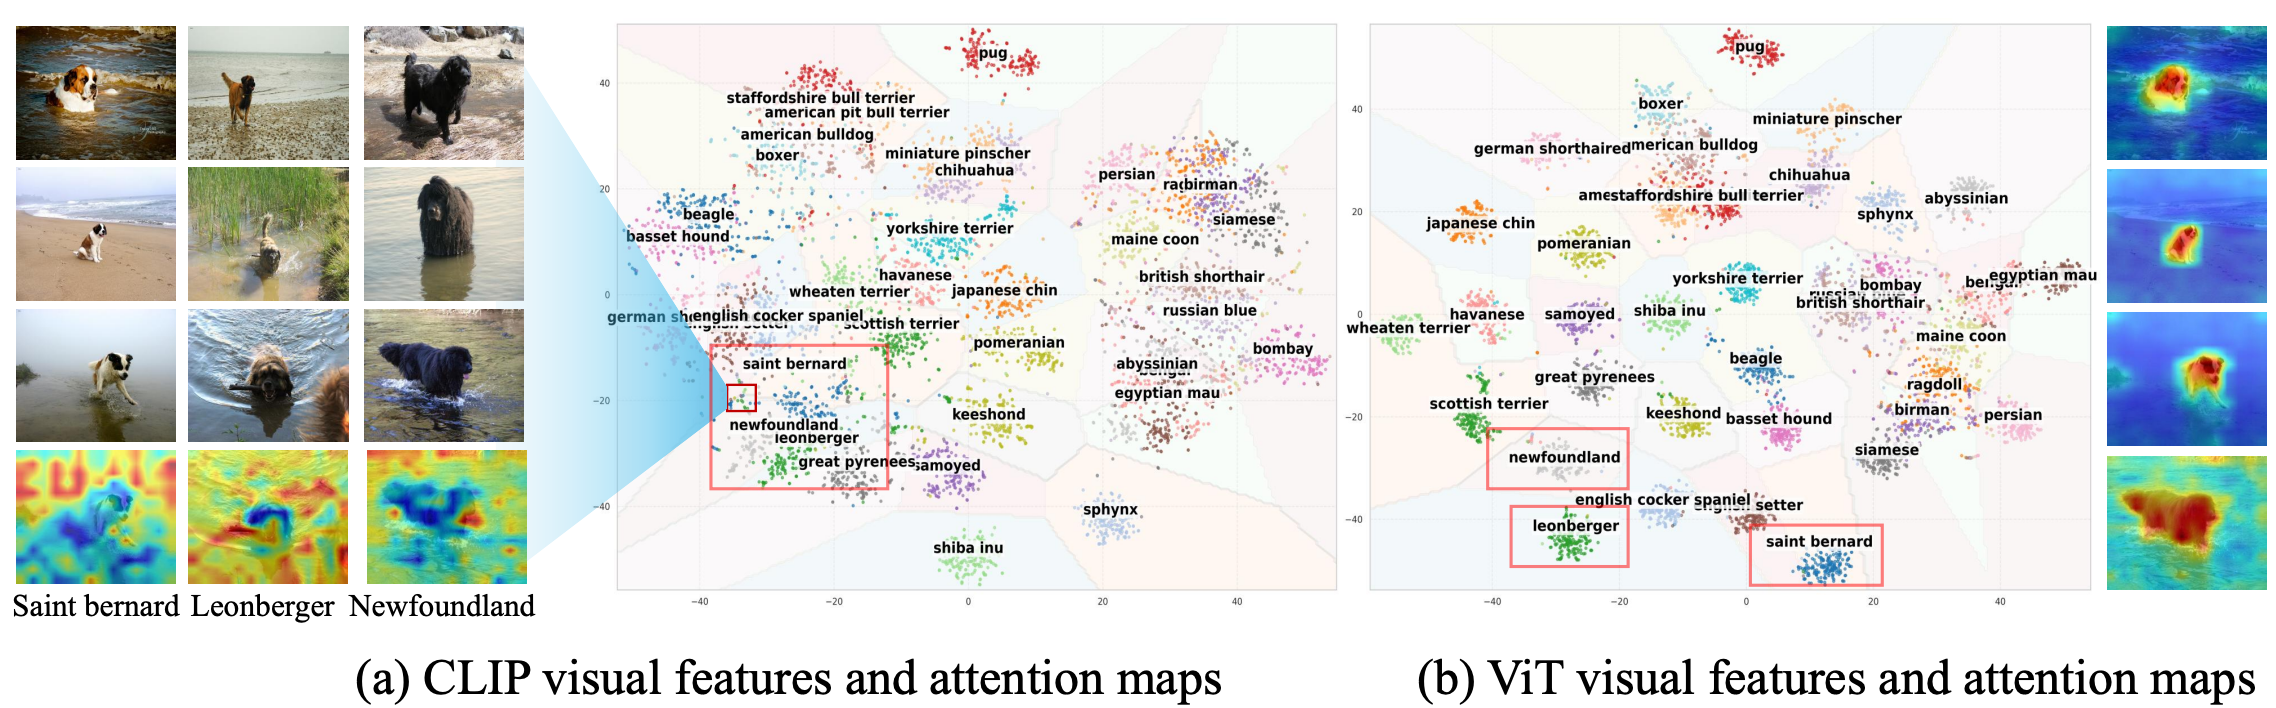 pug
staffordshire bull terrier
american pit bull terrier
american bulldog
boxer
miniature pinscher
chihuahua
persian
birman
beagle
siamese
basset hound
yorkshire terrier
maine coon
havanese
british shorthair
wheaten terrier
japanese chin
russian blue
english cocker spaniel
scottish terrier
pomeranian
bombay
saint bernard
abyssinian
egyptian mau
keeshond
newfoundland
leonberger
great pyrenees
samoyed
sphynx
shiba inu
40
20
0
−20
−40
−40
−20
0
20
40
pug
boxer
miniature pinscher
german shorthaired
american bulldog
chihuahua
staffordshire bull terrier
abyssinian
sphynx
japanese chin
pomeranian
yorkshire terrier
egyptian mau
bombay
british shorthair
havanese
samoyed
shiba inu
wheaten terrier
maine coon
beagle
great pyrenees
ragdoll
scottish terrier
keeshond
basset hound
birman
persian
siamese
newfoundland
english cocker spaniel
setter
leonberger
saint bernard
40
20
0
−20
−40
−40
−20
0
20
40
Saint bernard
Leonberger
Newfoundland
(a) CLIP visual features and attention maps
(b) ViT visual features and attention maps